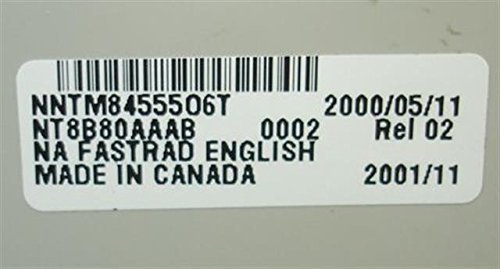 NNTM8455506T 2000/05/11
NT8B80AAAB 0002 Rel 02
NA FASTRAD ENGLISH
MADE IN CANADA 2001/11